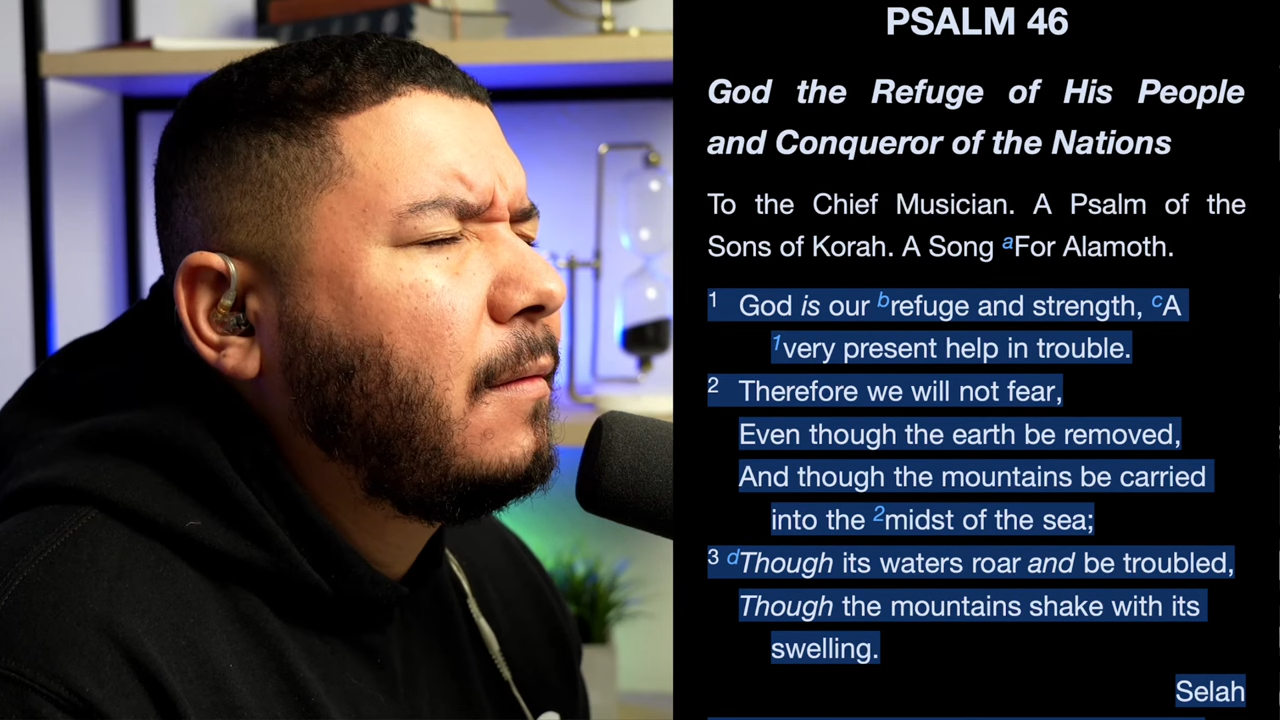 PSALM 46
God the Refuge of His People
and Conqueror of the Nations
To the Chief Musician. A Psalm of the
Sons of Korah. A Song aFor Alamoth.
1 God is our brefuge and strength, cA
1very present help in trouble.
2 Therefore we will not fear,
Even though the earth be removed,
And though the mountains be carried
into the 2midst of the sea;
3 dThough its waters roar and be troubled,
Though the mountains shake with its
swelling.
Selah